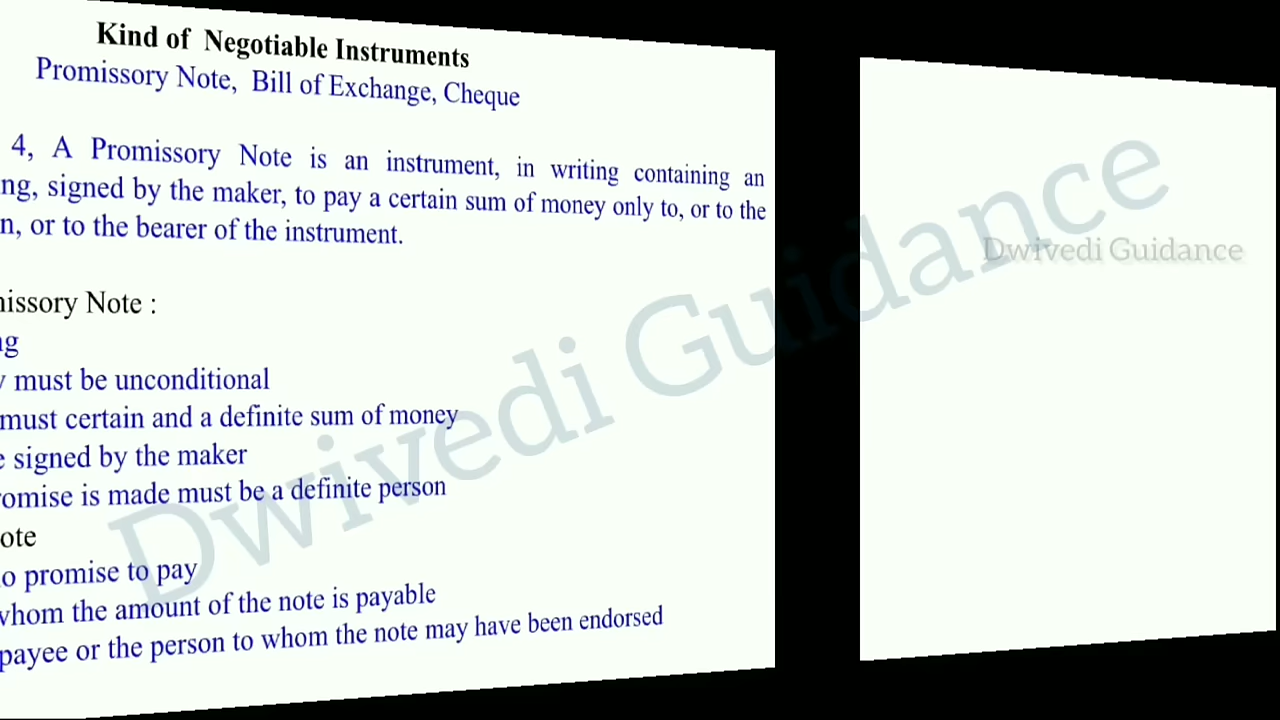 Kind of Negotiable Instruments
Promissory Note, Bill of Exchange, Cheque
4, A Promissory Note is an instrument, in writing containing an
ng, signed by the maker, to pay a certain sum of money only to, or to the
n, or to the bearer of the instrument.
issory Note :
g
must be unconditional
must certain and a definite sum of money
signed by the maker
omise is made must be a definite person
ote
o promise to pay
whom the amount of the note is payable
payee or the person to whom the note may have been endorsed
Dwivedi Guidance
Dwivedi Guidance